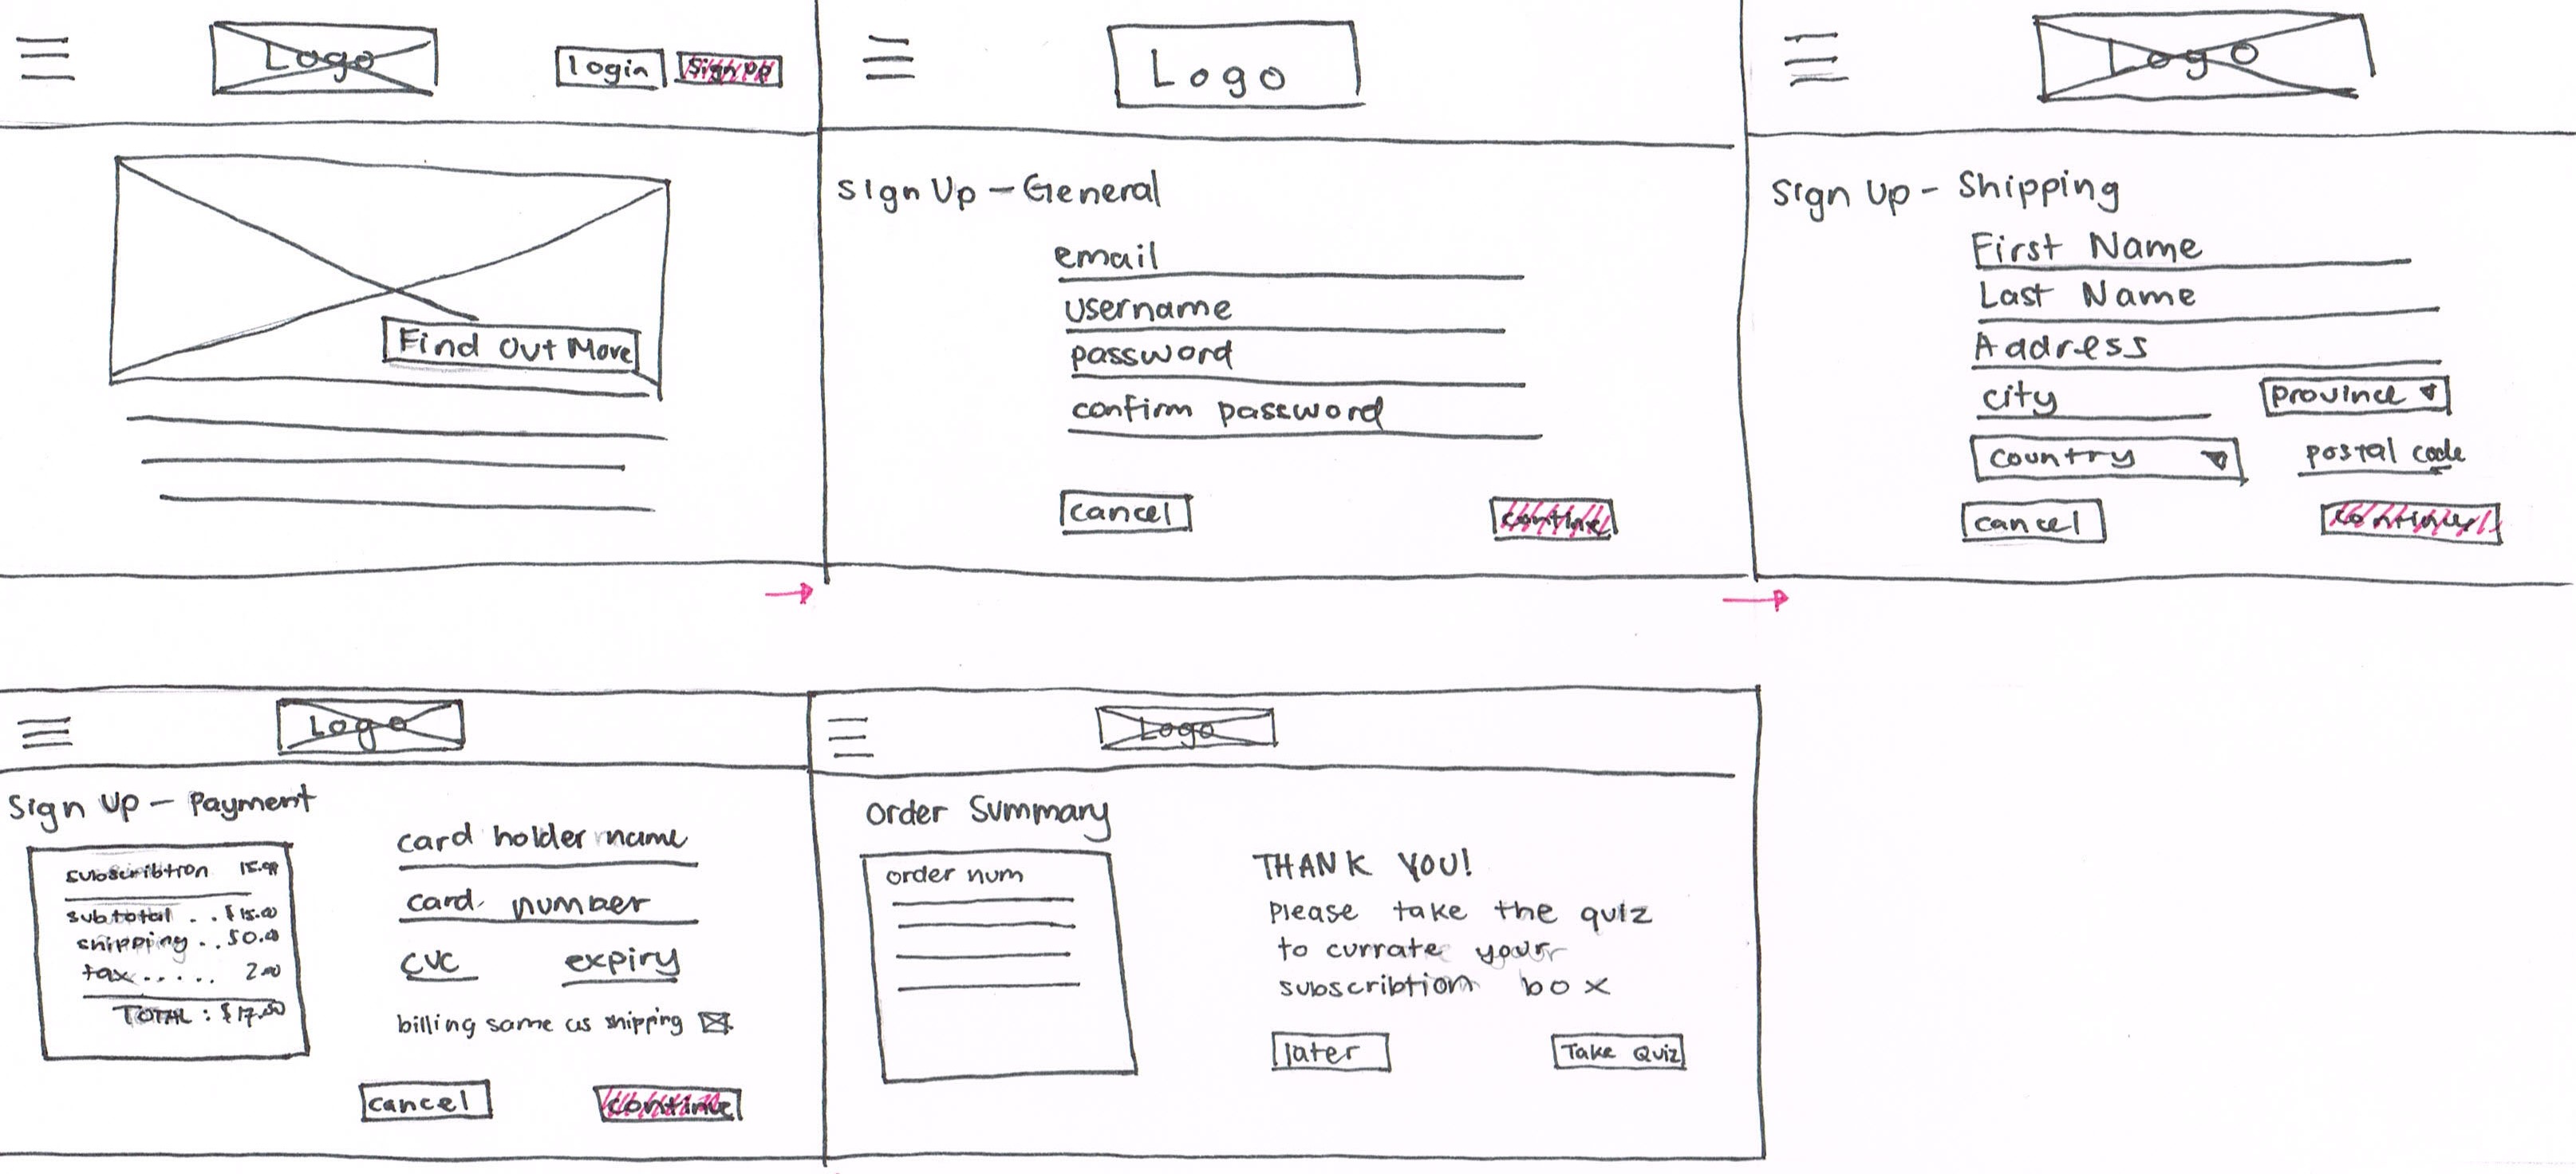 Logo
login
Sign Up
Find Out More
Logo
Sign Up - General
email
username
password
confirm password
cancel
continue
Logo
Sign Up - Shipping
First Name
Last Name
Address
city
province
country
postal code
cancel
continue
Logo
Sign Up - Payment
subscribtion 15.99
subtotal .. $15.00
shipping .. $0.00
tax ..... 2.00
TOTAL : $17.50
card holder name
card number
cvc expiry
billing same as shipping
cancel
continue
Logo
order Summary
order num
THANK YOU!
please take the quiz
to currate your
subscribtion box
later
Take Quiz